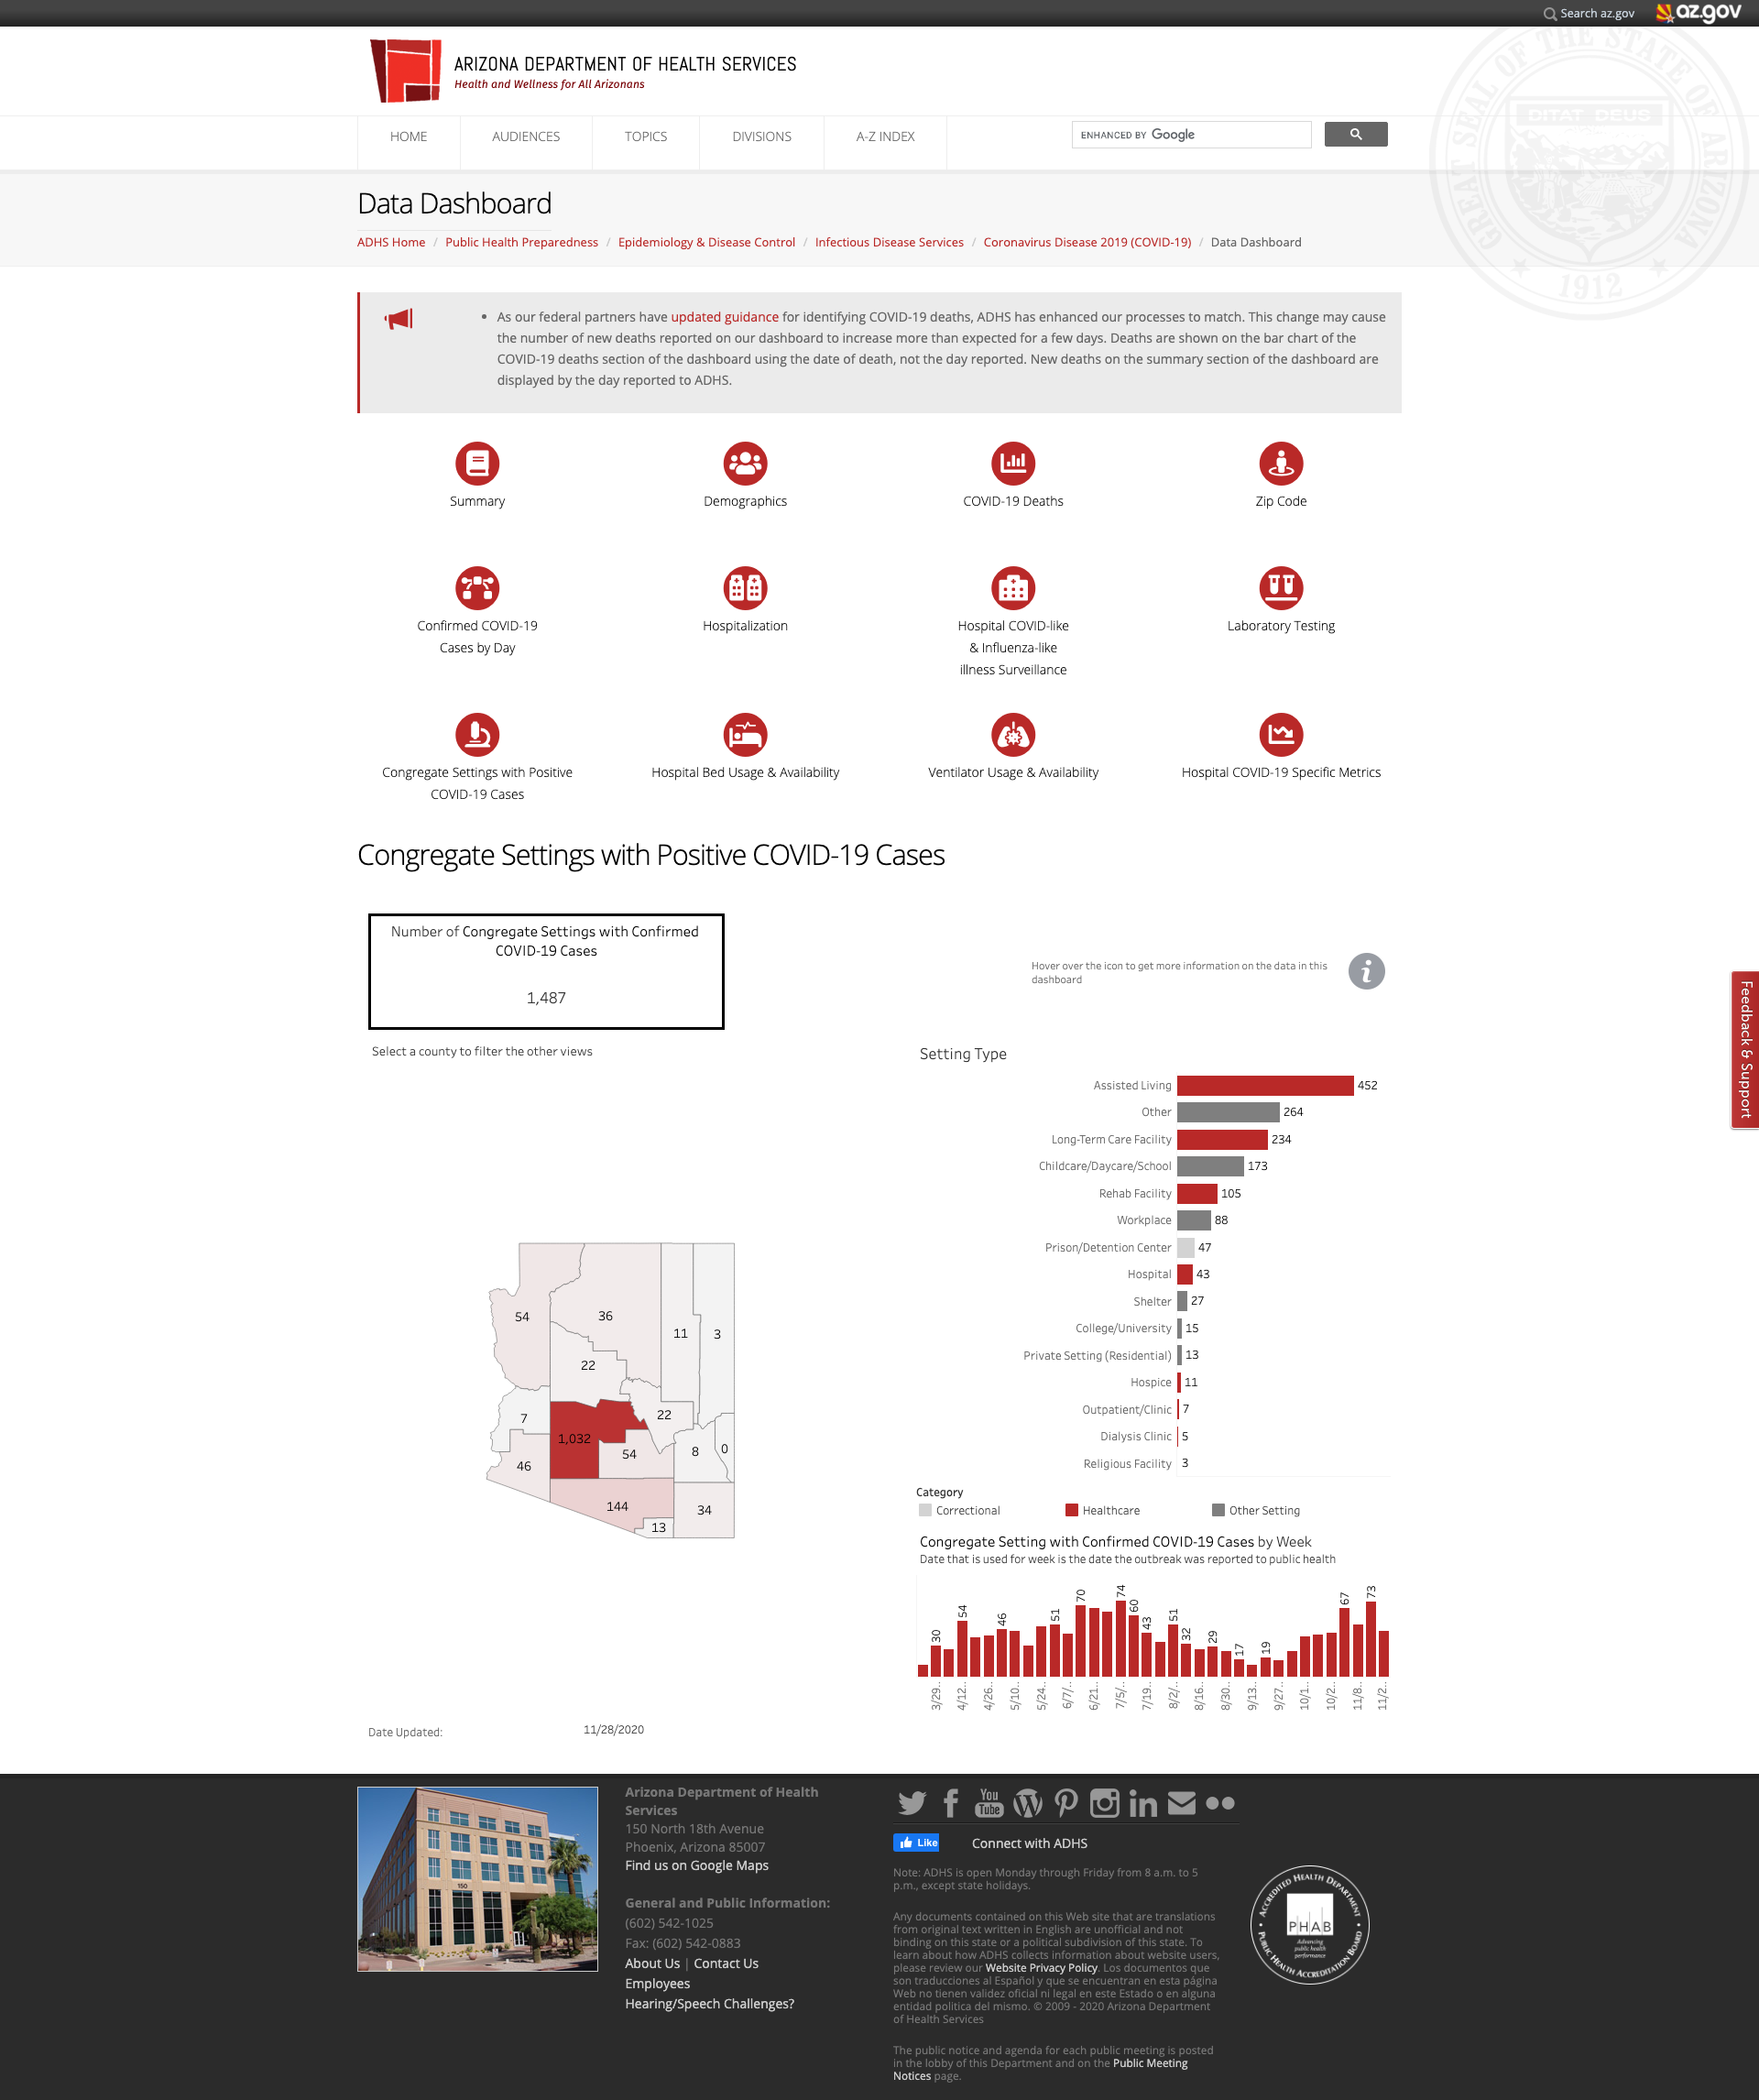 Search az.gov
az.gov
ARIZONA DEPARTMENT OF HEALTH SERVICES
Health and Wellness for All Arizonans
GREAT SEAL OF THE STATE OF ARIZONA
DITAT DEUS
1912
HOME
AUDIENCES
TOPICS
DIVISIONS
A-Z INDEX
ENHANCED BY Google
Data Dashboard
ADHS Home / Public Health Preparedness / Epidemiology & Disease Control / Infectious Disease Services / Coronavirus Disease 2019 (COVID-19) / Data Dashboard
As our federal partners have updated guidance for identifying COVID-19 deaths, ADHS has enhanced our processes to match. This change may cause
the number of new deaths reported on our dashboard to increase more than expected for a few days. Deaths are shown on the bar chart of the
COVID-19 deaths section of the dashboard using the date of death, not the day reported. New deaths on the summary section of the dashboard are
displayed by the day reported to ADHS.
Summary
Demographics
COVID-19 Deaths
Zip Code
Confirmed COVID-19
Cases by Day
Hospitalization
Hospital COVID-like
& Influenza-like
illness Surveillance
Laboratory Testing
Congregate Settings with Positive
COVID-19 Cases
Hospital Bed Usage & Availability
Ventilator Usage & Availability
Hospital COVID-19 Specific Metrics
Congregate Settings with Positive COVID-19 Cases
Number of Congregate Settings with Confirmed
COVID-19 Cases
1,487
Hover over the icon to get more information on the data in this
dashboard
i
Feedback & Support
Select a county to filter the other views
54
36
11
3
22
7
22
1,032
54
8
0
46
144
34
13
Setting Type
Assisted Living 452
Other 264
Long-Term Care Facility 234
Childcare/Daycare/School 173
Rehab Facility 105
Workplace 88
Prison/Detention Center 47
Hospital 43
Shelter 27
College/University 15
Private Setting (Residential) 13
Hospice 11
Outpatient/Clinic 7
Dialysis Clinic 5
Religious Facility 3
Category
Correctional
Healthcare
Other Setting
Congregate Setting with Confirmed COVID-19 Cases by Week
Date that is used for week is the date the outbreak was reported to public health
30 54 46 51 70 74 60 43 51 32 29 17 19 67 73
3/29.. 4/12.. 4/26.. 5/10.. 5/24.. 6/7/.. 6/21.. 7/5/.. 7/19.. 8/2/.. 8/16.. 8/30.. 9/13.. 9/27.. 10/1.. 10/2.. 11/8.. 11/2..
Date Updated:
11/28/2020
150
Arizona Department of Health
Services
150 North 18th Avenue
Phoenix, Arizona 85007
Find us on Google Maps
General and Public Information:
(602) 542-1025
Fax: (602) 542-0883
About Us | Contact Us
Employees
Hearing/Speech Challenges?
You
Tube
in
Like
Connect with ADHS
Note: ADHS is open Monday through Friday from 8 a.m. to 5
p.m., except state holidays.
Any documents contained on this Web site that are translations
from original text written in English are unofficial and not
binding on this state or a political subdivision of this state. To
learn about how ADHS collects information about website users,
please review our Website Privacy Policy. Los documentos que
son traducciones al Español y que se encuentran en esta página
Web no tienen validez oficial ni legal en este Estado o en alguna
entidad politica del mismo. © 2009 - 2020 Arizona Department
of Health Services
The public notice and agenda for each public meeting is posted
in the lobby of this Department and on the Public Meeting
Notices page.
ACCREDITED HEALTH DEPARTMENT
PHAB
Advancing
public health
performance
PUBLIC HEALTH ACCREDITATION BOARD